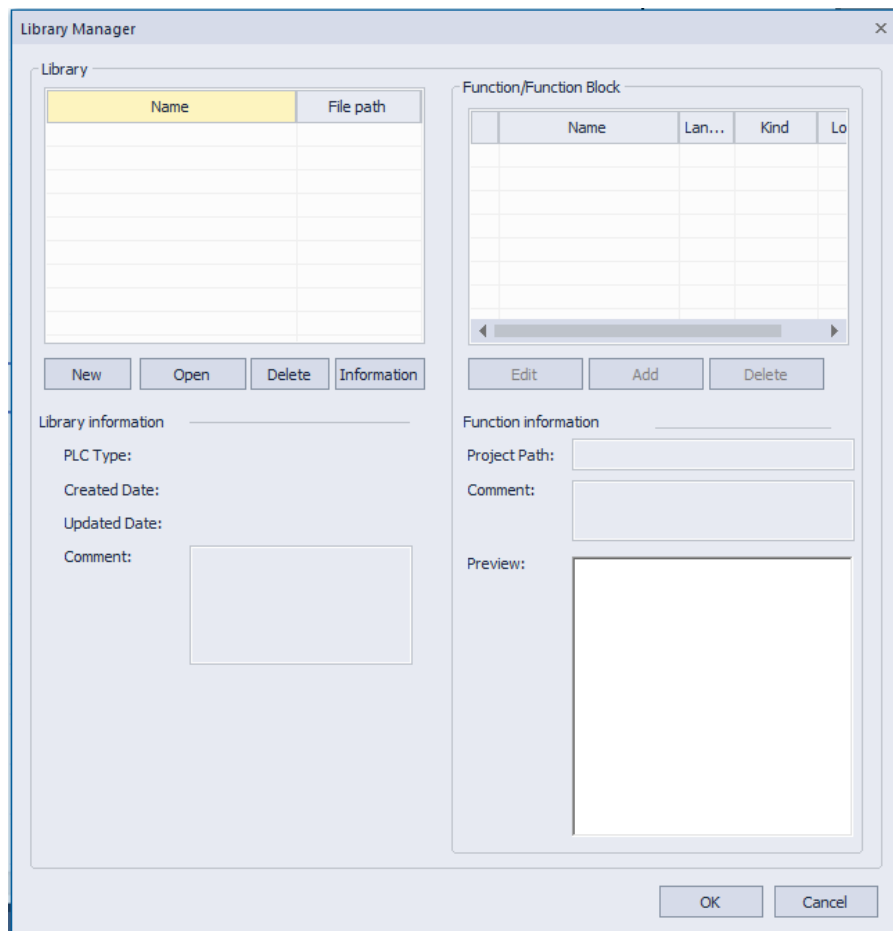 Library Manager
Library
Name File path
New Open Delete Information
Library information
PLC Type:
Created Date:
Updated Date:
Comment:
Function/Function Block
Name Lan... Kind Lo
Edit Add Delete
Function information
Project Path:
Comment:
Preview:
OK Cancel